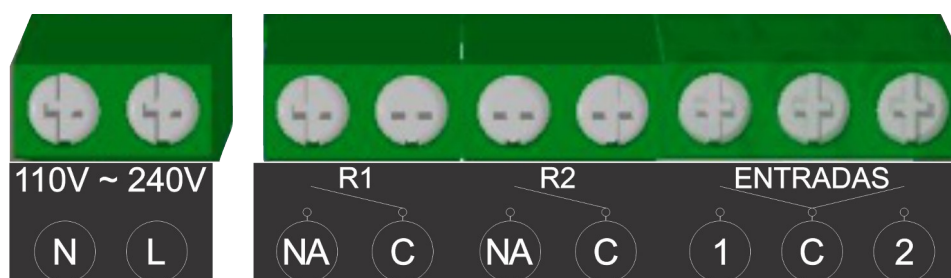 110V ~ 240V R1 R2 ENTRADAS
N L NA C NA C 1 C 2